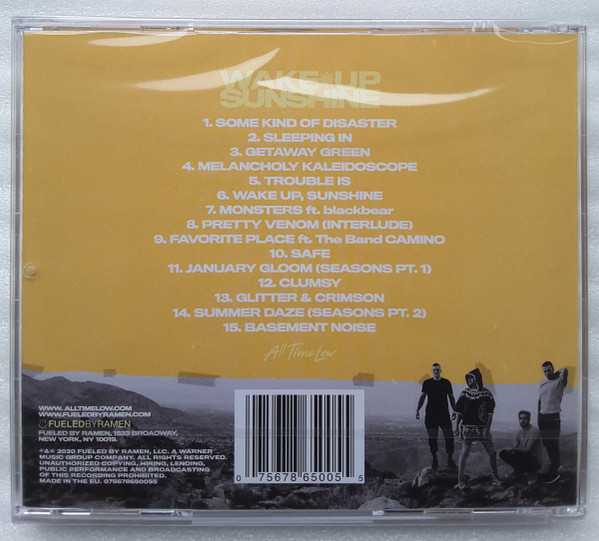 WAKE UP
SUNSHINE
1. SOME KIND OF DISASTER
2. SLEEPING IN
3. GETAWAY GREEN
4. MELANCHOLY KALEIDOSCOPE
5. TROUBLE IS
6. WAKE UP, SUNSHINE
7. MONSTERS ft. blackbear
8. PRETTY VENOM (INTERLUDE)
9. FAVORITE PLACE ft. The Band CAMINO
10. SAFE
11. JANUARY GLOOM (SEASONS PT. 1)
12. CLUMSY
13. GLITTER & CRIMSON
14. SUMMER DAZE (SEASONS PT. 2)
15. BASEMENT NOISE
All Time Low
WWW.ALLTIMELOW.COM
WWW.FUELEDBYRAMEN.COM
FUELEDBYRAMEN
FUELED BY RAMEN, 1633 BROADWAY,
NEW YORK, NY 10019.
℗ & © 2020 FUELED BY RAMEN, LLC. A WARNER
MUSIC GROUP COMPANY. ALL RIGHTS RESERVED.
UNAUTHORIZED COPYING, HIRING, LENDING,
PUBLIC PERFORMANCE AND BROADCASTING
OF THIS RECORDING PROHIBITED.
MADE IN THE EU. 075678650055
0 75678 65005 5